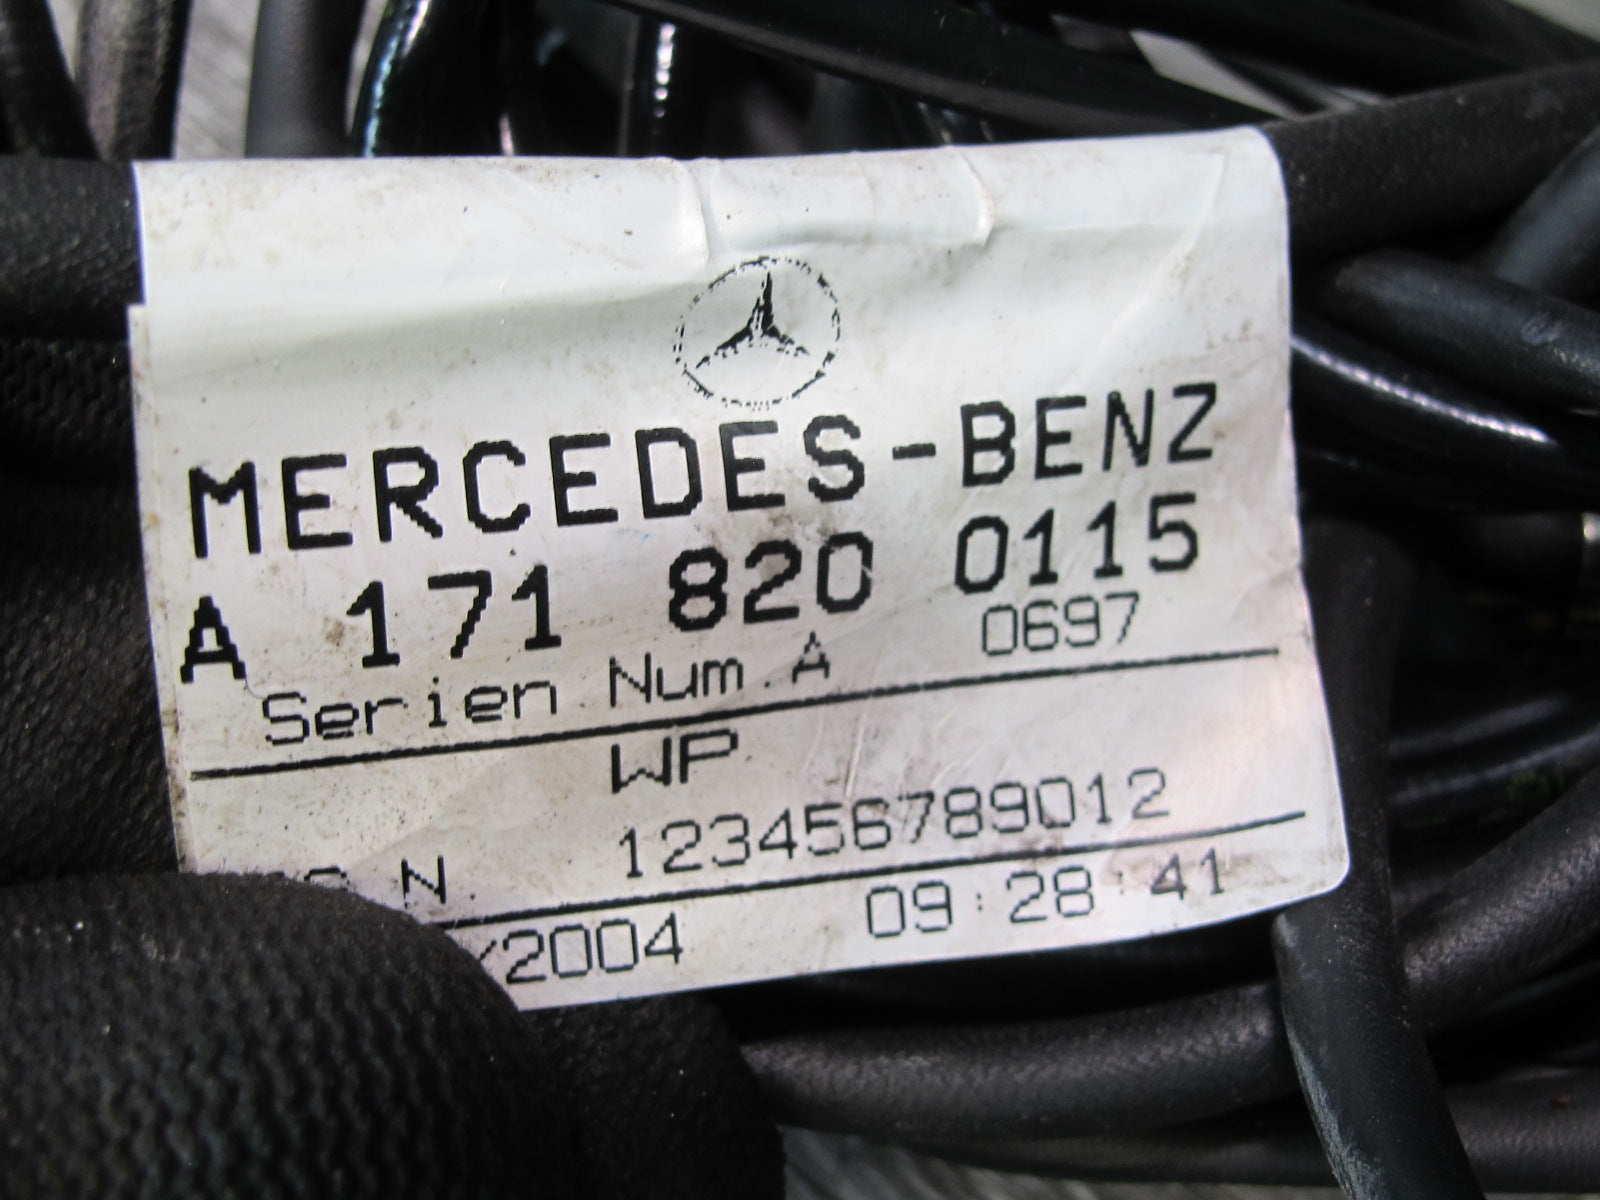 MERCEDES-BENZ
A 171 820 0115
Serien Num. A 0697
WP
N. 123456789012
/2004 09:28:41